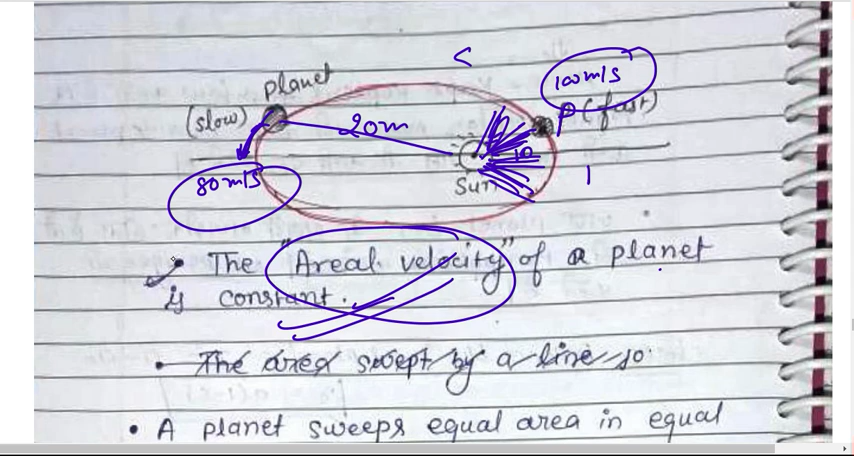 planet
(slow)
20m
100m/s
P (fast)
10
Sun
80m/s
• The "Areal velocity" of a planet
is constant.
• The area swept by a line so
• A planet sweeps equal area in equal